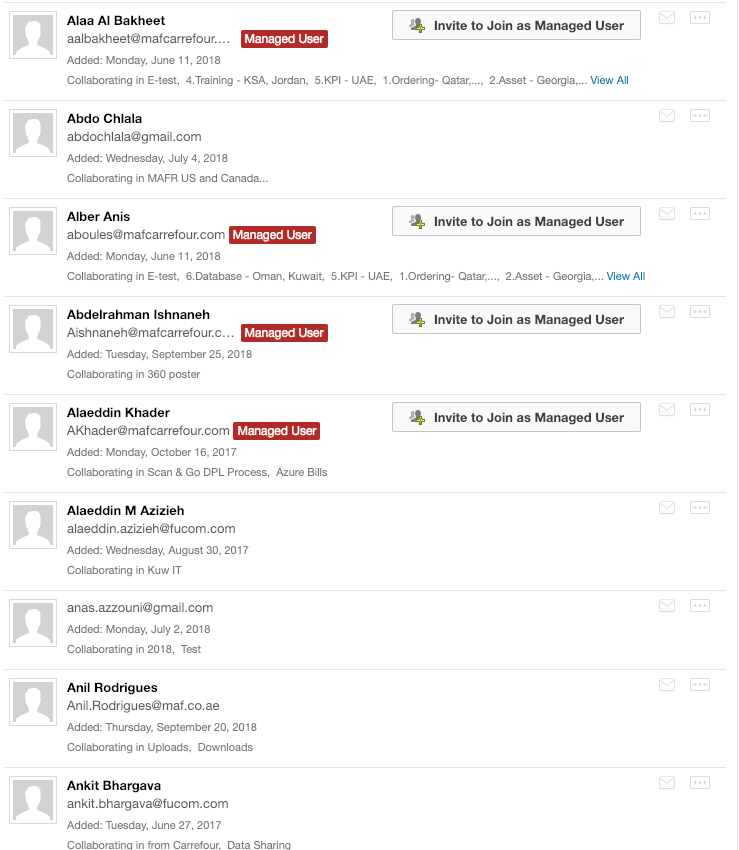 Alaa Al Bakheet
aalbakheet@mafcarrefour.... Managed User Invite to Join as Managed User
Added: Monday, June 11, 2018
Collaborating in E-test, 4.Training - KSA, Jordan, 5.KPI - UAE, 1.Ordering- Qatar,..., 2.Asset - Georgia,... View All
Abdo Chlala
abdochlala@gmail.com
Added: Wednesday, July 4, 2018
Collaborating in MAFR US and Canada...
Alber Anis
aboules@mafcarrefour.com Managed User Invite to Join as Managed User
Added: Monday, June 11, 2018
Collaborating in E-test, 6.Database - Oman, Kuwait, 5.KPI - UAE, 1.Ordering- Qatar,..., 2.Asset - Georgia,... View All
Abdelrahman Ishnaneh
Aishnaneh@mafcarrefour.c... Managed User Invite to Join as Managed User
Added: Tuesday, September 25, 2018
Collaborating in 360 poster
Alaeddin Khader
AKhader@mafcarrefour.com Managed User Invite to Join as Managed User
Added: Monday, October 16, 2017
Collaborating in Scan & Go DPL Process, Azure Bills
Alaeddin M Azizieh
alaeddin.azizieh@fucom.com
Added: Wednesday, August 30, 2017
Collaborating in Kuw IT
anas.azzouni@gmail.com
Added: Monday, July 2, 2018
Collaborating in 2018, Test
Anil Rodrigues
Anil.Rodrigues@maf.co.ae
Added: Thursday, September 20, 2018
Collaborating in Uploads, Downloads
Ankit Bhargava
ankit.bhargava@fucom.com
Added: Tuesday, June 27, 2017
Collaborating in from Carrefour, Data Sharing